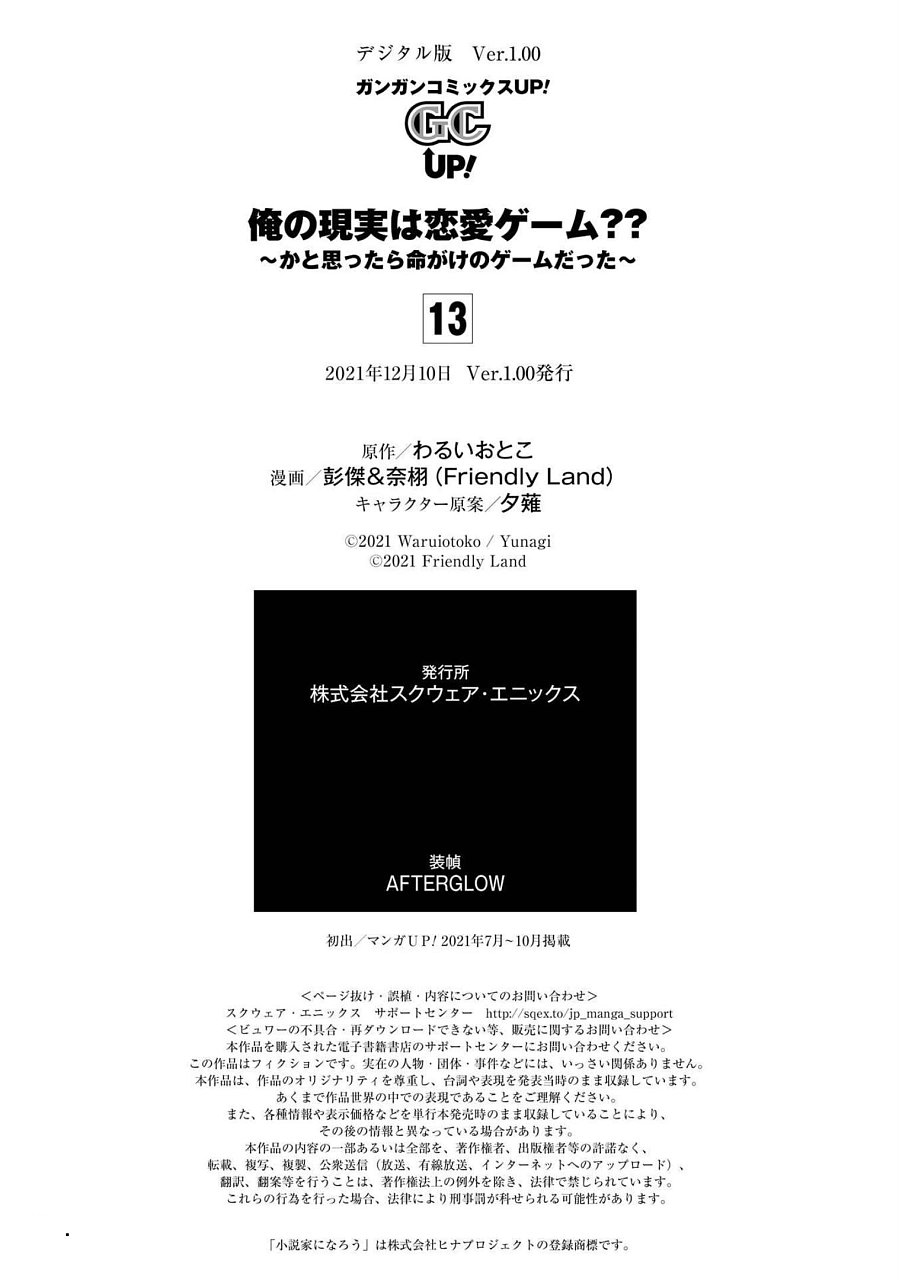 デジタル版　Ver.1.00
ガンガンコミックスUP!
GC
UP!
俺の現実は恋愛ゲーム??
～かと思ったら命がけのゲームだった～
13
2021年12月10日　Ver.1.00発行
原作／わるいおとこ
漫画／彭傑&奈栩（Friendly Land）
キャラクター原案／夕薙
©2021 Waruiotoko / Yunagi
©2021 Friendly Land
発行所
株式会社スクウェア・エニックス
装幀
AFTERGLOW
初出／マンガＵＰ! 2021年7月~10月掲載
＜ページ抜け・誤植・内容についてのお問い合わせ＞
スクウェア・エニックス　サポートセンター　http://sqex.to/jp_manga_support
＜ビュワーの不具合・再ダウンロードできない等、販売に関するお問い合わせ＞
本作品を購入された電子書籍書店のサポートセンターにお問い合わせください。
この作品はフィクションです。実在の人物・団体・事件などには、いっさい関係ありません。
本作品は、作品のオリジナリティを尊重し、台詞や表現を発表当時のまま収録しています。
あくまで作品世界の中での表現であることをご理解ください。
また、各種情報や表示価格などを単行本発売時のまま収録していることにより、
その後の情報と異なっている場合があります。
本作品の内容の一部あるいは全部を、著作権者、出版権者等の許諾なく、
転載、複写、複製、公衆送信（放送、有線放送、インターネットへのアップロード）、
翻訳、翻案等を行うことは、著作権法上の例外を除き、法律で禁じられています。
これらの行為を行った場合、法律により刑事罰が科せられる可能性があります。
「小説家になろう」は株式会社ヒナプロジェクトの登録商標です。